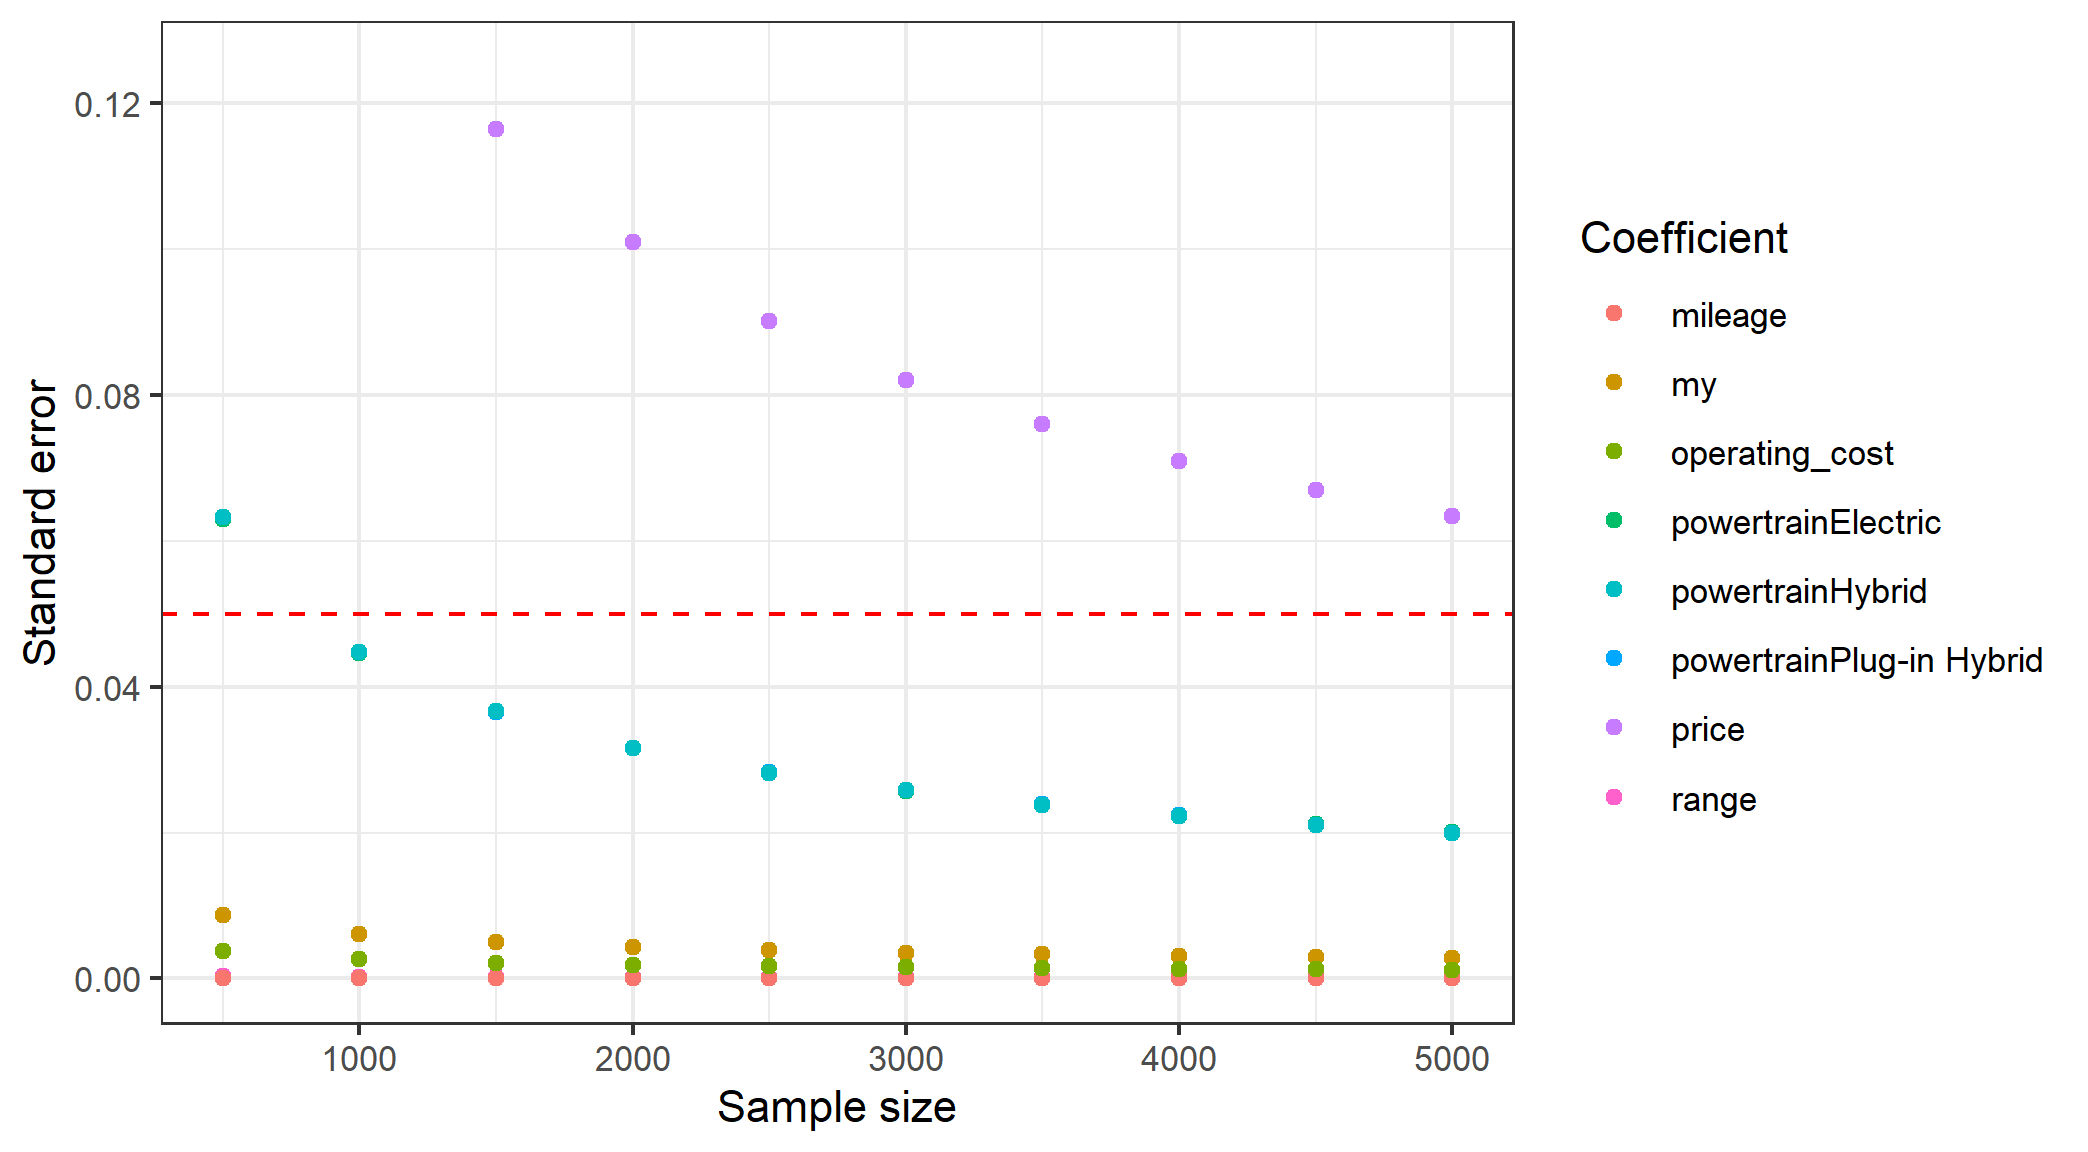 Standard error
0.12
0.08
0.04
0.00
1000 2000 3000 4000 5000
Sample size
Coefficient
mileage
my
operating_cost
powertrainElectric
powertrainHybrid
powertrainPlug-in Hybrid
price
range